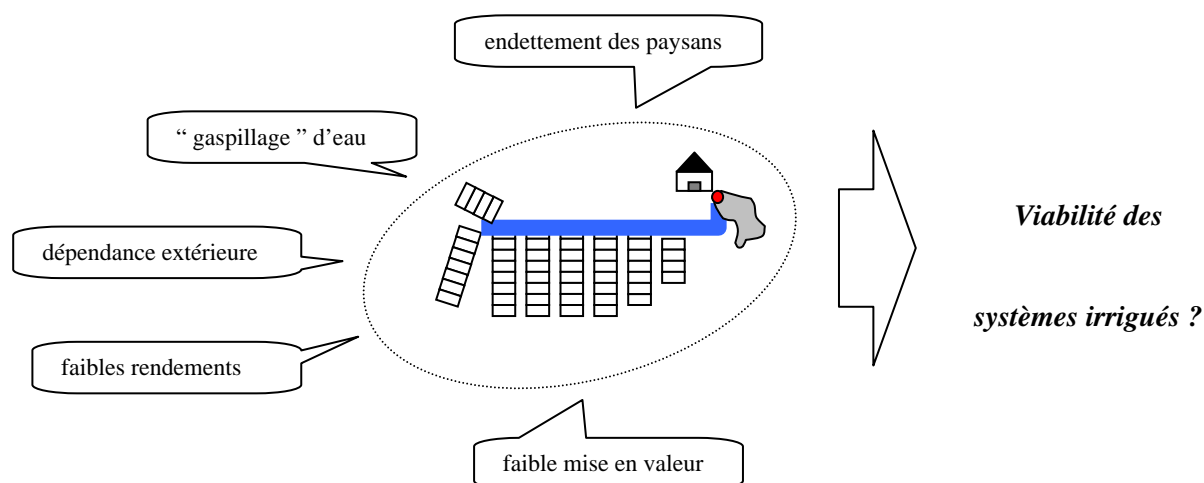 endettement des paysans
“ gaspillage ” d’eau
dépendance extérieure
faibles rendements
faible mise en valeur
Viabilité des
systèmes irrigués ?